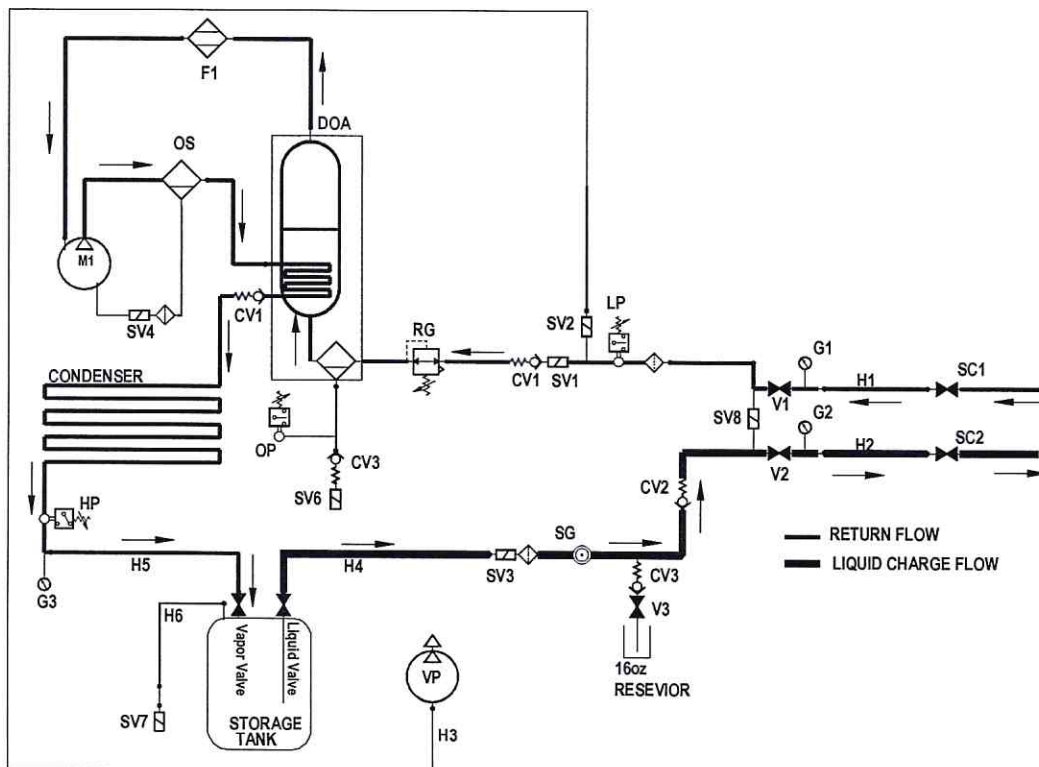 F1
DOA
OS
M1
SV4
CV1
RG
SV2
LP
CV1
SV1
G1
V1
H1
SC1
SV8
G2
V2
H2
SC2
CONDENSER
OP
CV3
SV6
HP
CV2
SG
H5
H4
SV3
CV3
V3
RETURN FLOW
LIQUID CHARGE FLOW
G3
H6
Vapor Valve
Liquid Valve
VP
16oz
RESEVIOR
SV7
STORAGE
TANK
H3